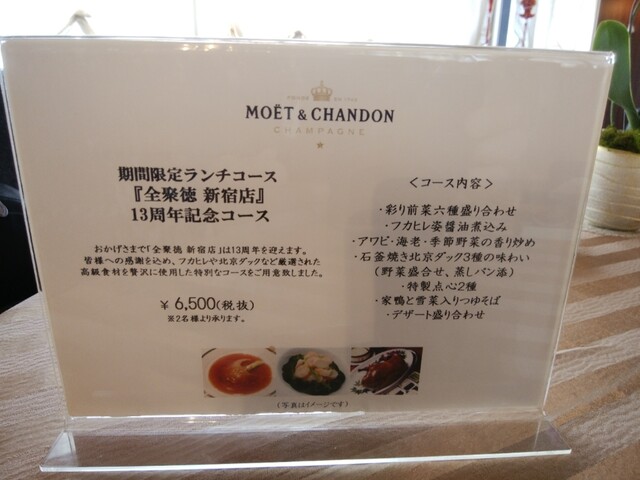 MOËT & CHANDON
CHAMPAGNE
期間限定ランチコース
『全聚徳 新宿店』
13周年記念コース
おかげさまで「全聚徳 新宿店」は13周年を迎えます。
皆様への感謝を込め、フカヒレや北京ダックなど厳選された
高級食材を贅沢に使用した特別なコースをご用意致しました。
￥6,500(税抜)
※2名様より承ります。
＜コース内容＞
・彩り前菜六種盛り合わせ
・フカヒレ姿醤油煮込み
・アワビ・海老・季節野菜の香り炒め
・石釜焼き北京ダック3種の味わい
(野菜盛合せ、蒸しパン添)
・特製点心2種
・家鴨と雪菜入りつゆそば
・デザート盛り合わせ
(写真はイメージです)